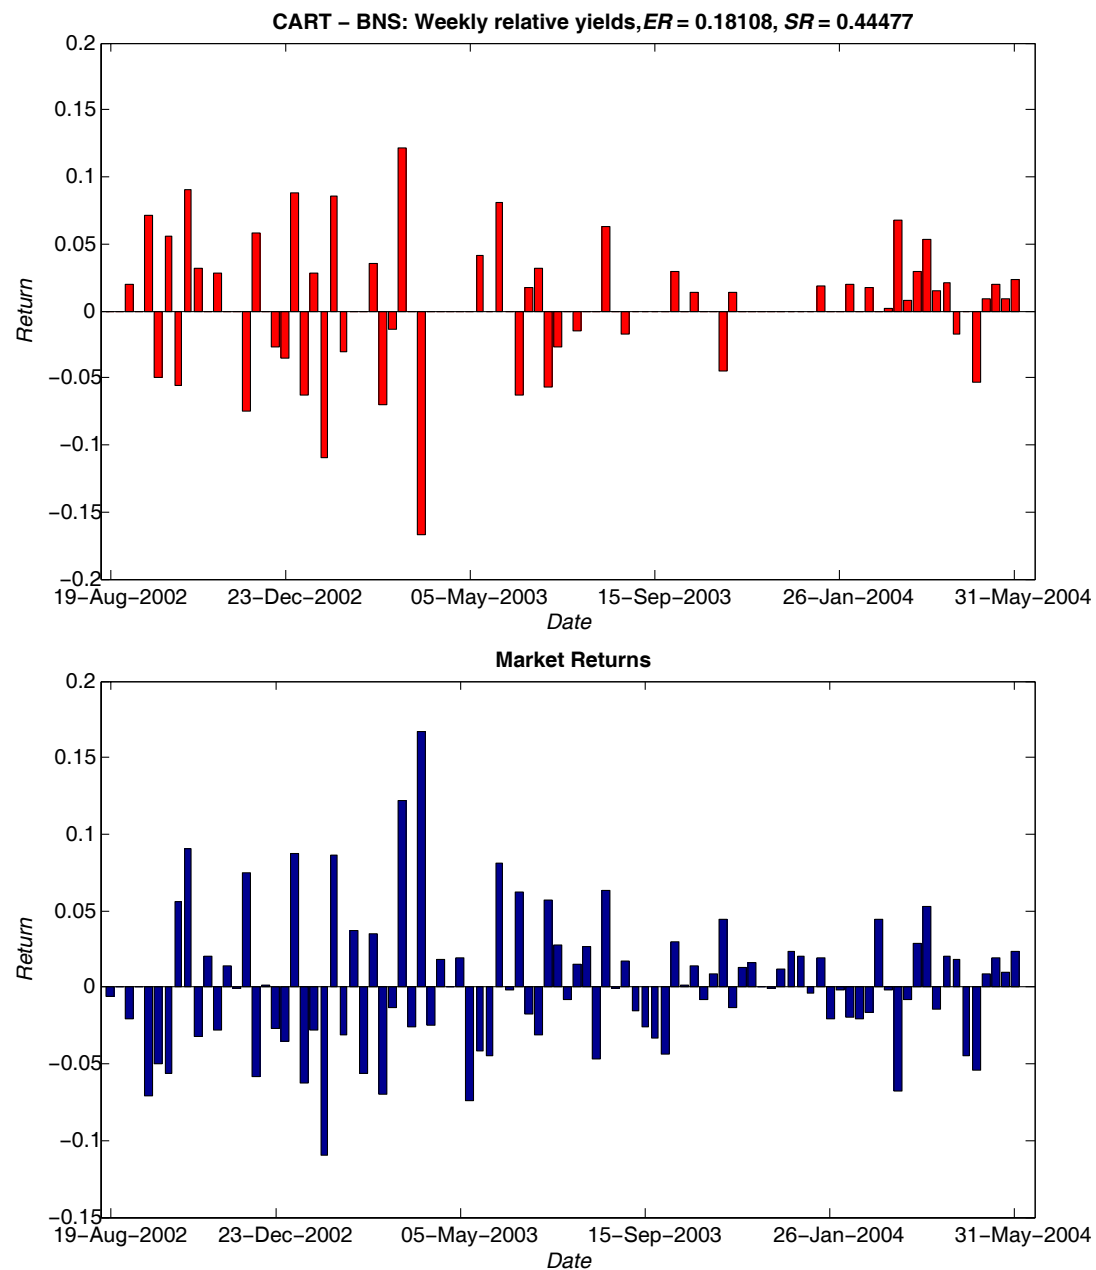 CART − BNS: Weekly relative yields,ER = 0.18108, SR = 0.44477
0.2
0.15
0.1
0.05
0
−0.05
−0.1
−0.15
−0.2
Return
19−Aug−2002 23−Dec−2002 05−May−2003 15−Sep−2003 26−Jan−2004 31−May−2004
Date
Market Returns
0.2
0.15
0.1
0.05
0
−0.05
−0.1
−0.15
Return
19−Aug−2002 23−Dec−2002 05−May−2003 15−Sep−2003 26−Jan−2004 31−May−2004
Date